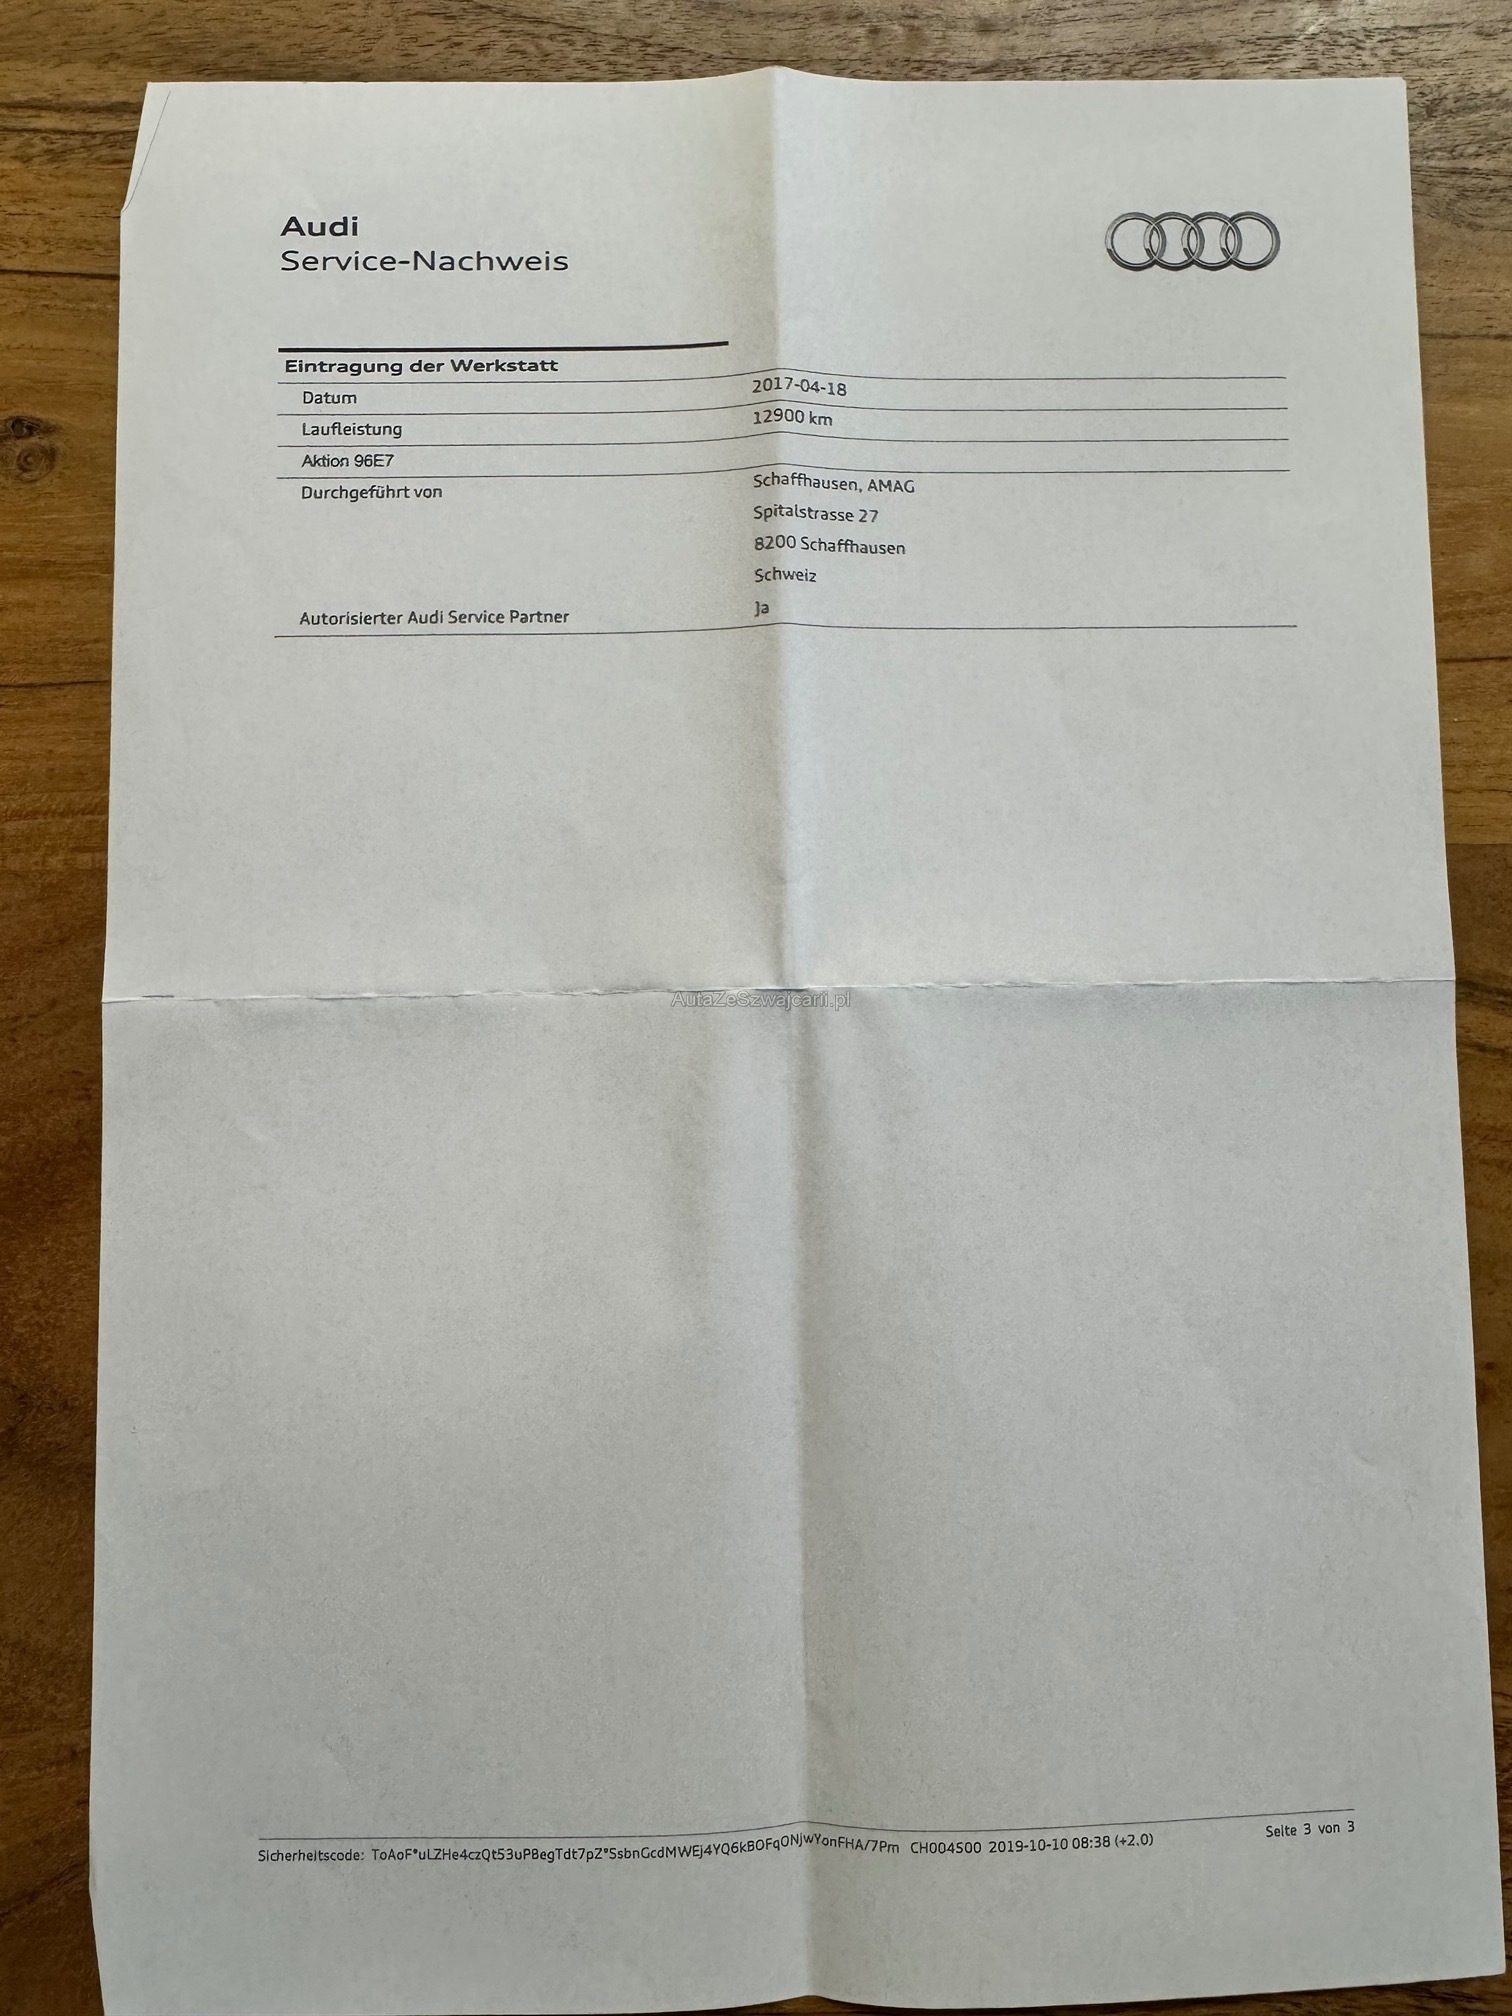 Audi
Service-Nachweis
Eintragung der Werkstatt
Datum 2017-04-18
Laufleistung 12900 km
Aktion 96E7
Durchgeführt von Schaffhausen, AMAG
Spitalstrasse 27
8200 Schaffhausen
Schweiz
Autorisierter Audi Service Partner Ja
AutaZeSzwajcarii.pl
Seite 3 von 3
Sicherheitscode: ToAoF*uLZHe4czQt53uPBegTdt7pZ*SsbnGcdMWEj4YQ6kBOFqONjwYonFHA/7Pm CH004S00 2019-10-10 08:38 (+2.0)